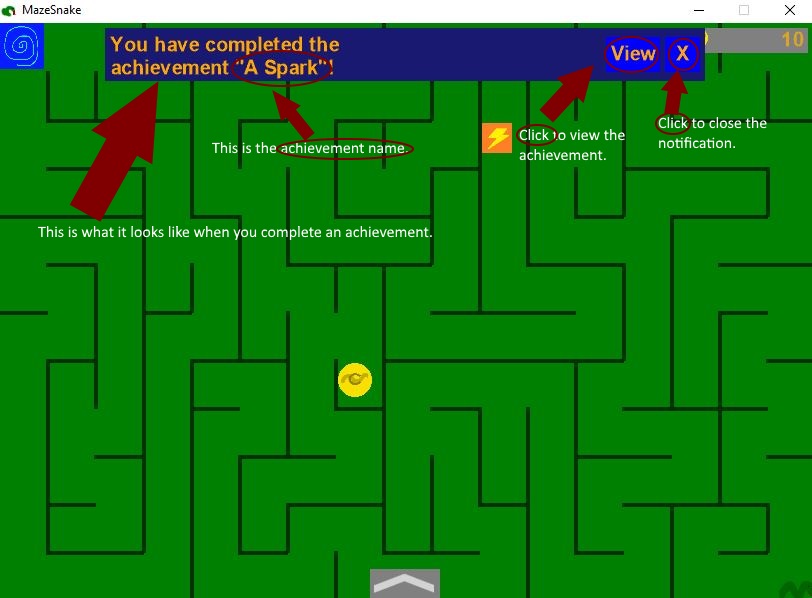 MazeSnake
You have completed the
achievement "A Spark"!
View
X
10
This is the achievement name.
Click to view the
achievement.
Click to close the
notification.
This is what it looks like when you complete an achievement.